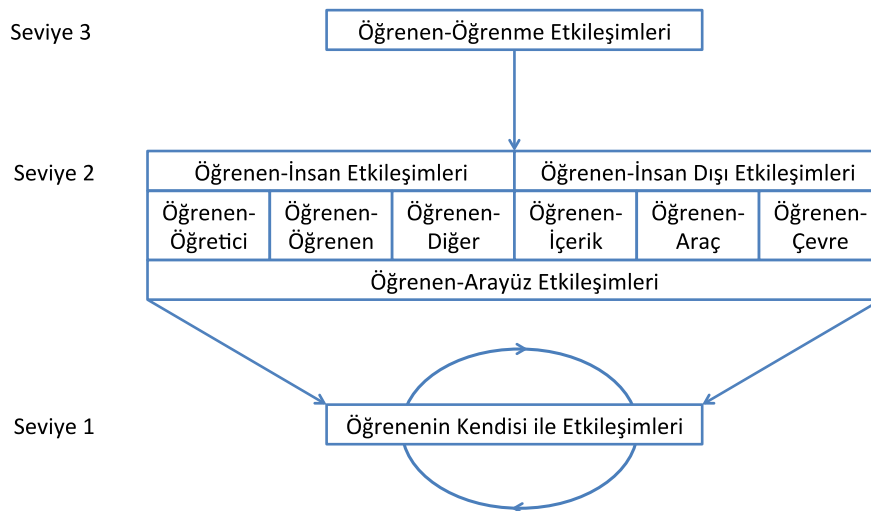 Seviye 3
Öğrenen-Öğrenme Etkileşimleri
Seviye 2
Öğrenen-İnsan Etkileşimleri
Öğrenen-İnsan Dışı Etkileşimleri
Öğrenen-
Öğretici
Öğrenen-
Öğrenen
Öğrenen-
Diğer
Öğrenen-
İçerik
Öğrenen-
Araç
Öğrenen-
Çevre
Öğrenen-Arayüz Etkileşimleri
Seviye 1
Öğrenenin Kendisi ile Etkileşimleri